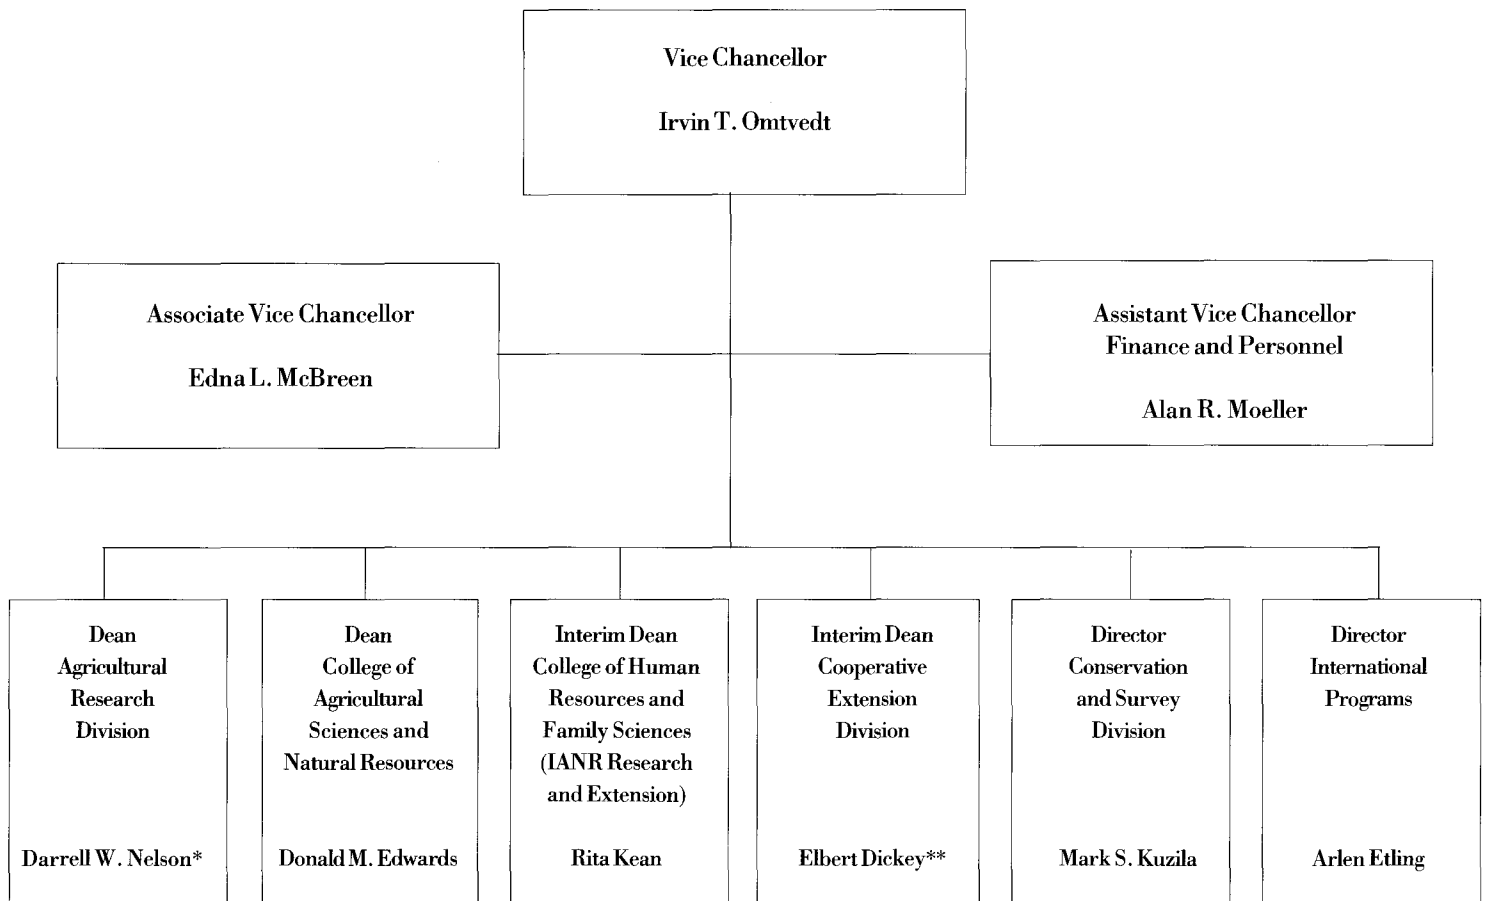 Vice Chancellor
Irvin T. Omtvedt
Associate Vice Chancellor
Edna L. McBreen
Assistant Vice Chancellor
Finance and Personnel
Alan R. Moeller
Dean
Agricultural
Research
Division
Darrell W. Nelson*
Dean
College of
Agricultural
Sciences and
Natural Resources
Donald M. Edwards
Interim Dean
College of Human
Resources and
Family Sciences
(IANR Research
and Extension)
Rita Kean
Interim Dean
Cooperative
Extension
Division
Elbert Dickey**
Director
Conservation
and Survey
Division
Mark S. Kuzila
Director
International
Programs
Arlen Etling